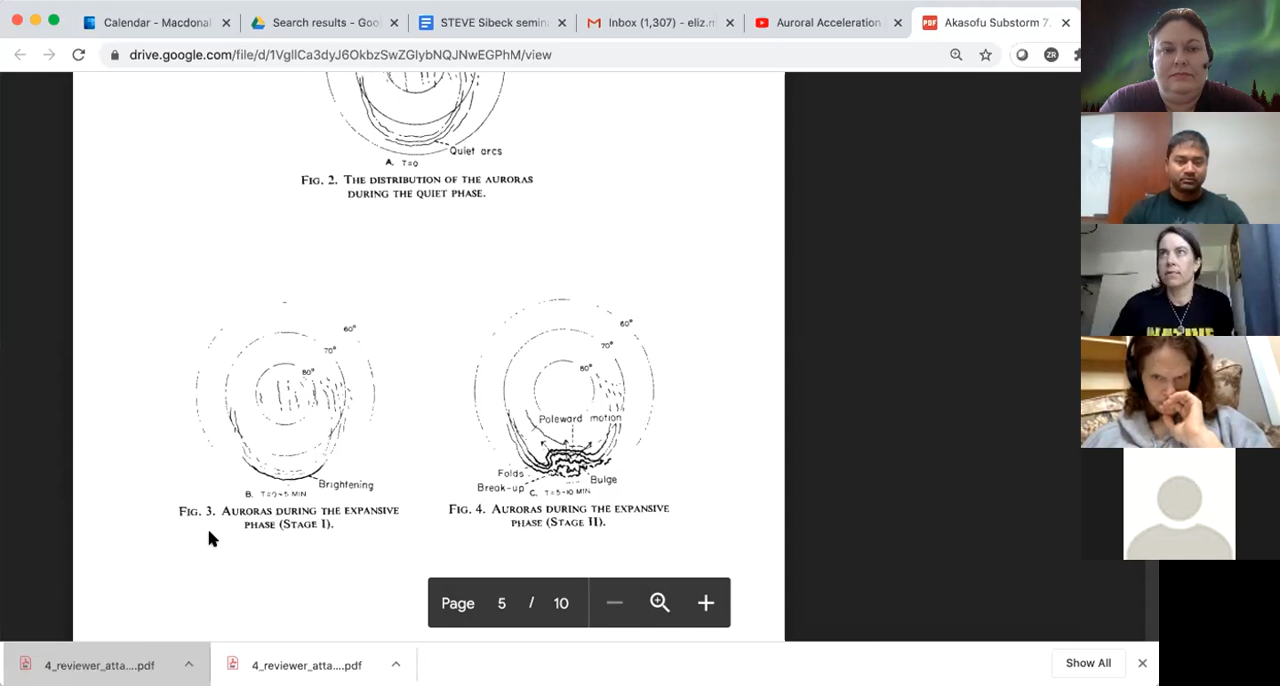 Calendar - Macdonal
Search results - Goo
STEVE Sibeck semin
Inbox (1,307) - eliz.m
Auroral Acceleration
PDF
Akasofu Substorm 7.
drive.google.com/file/d/1VgllCa3dyJ6OkbzSwZGlybNQJNwEGPhM/view
ZR
Quiet arcs
A. T=0
FIG. 2. THE DISTRIBUTION OF THE AURORAS
DURING THE QUIET PHASE.
60°
70°
80°
Brightening
B. T=0-5 MIN
FIG. 3. AURORAS DURING THE EXPANSIVE
PHASE (STAGE I).
60°
70°
80°
Poleward motion
Folds
Bulge
Break-up
C. T=5-10 MIN
FIG. 4. AURORAS DURING THE EXPANSIVE
PHASE (STAGE II).
Page 5 / 10
4_reviewer_atta....pdf
4_reviewer_atta....pdf
Show All
NATIVE